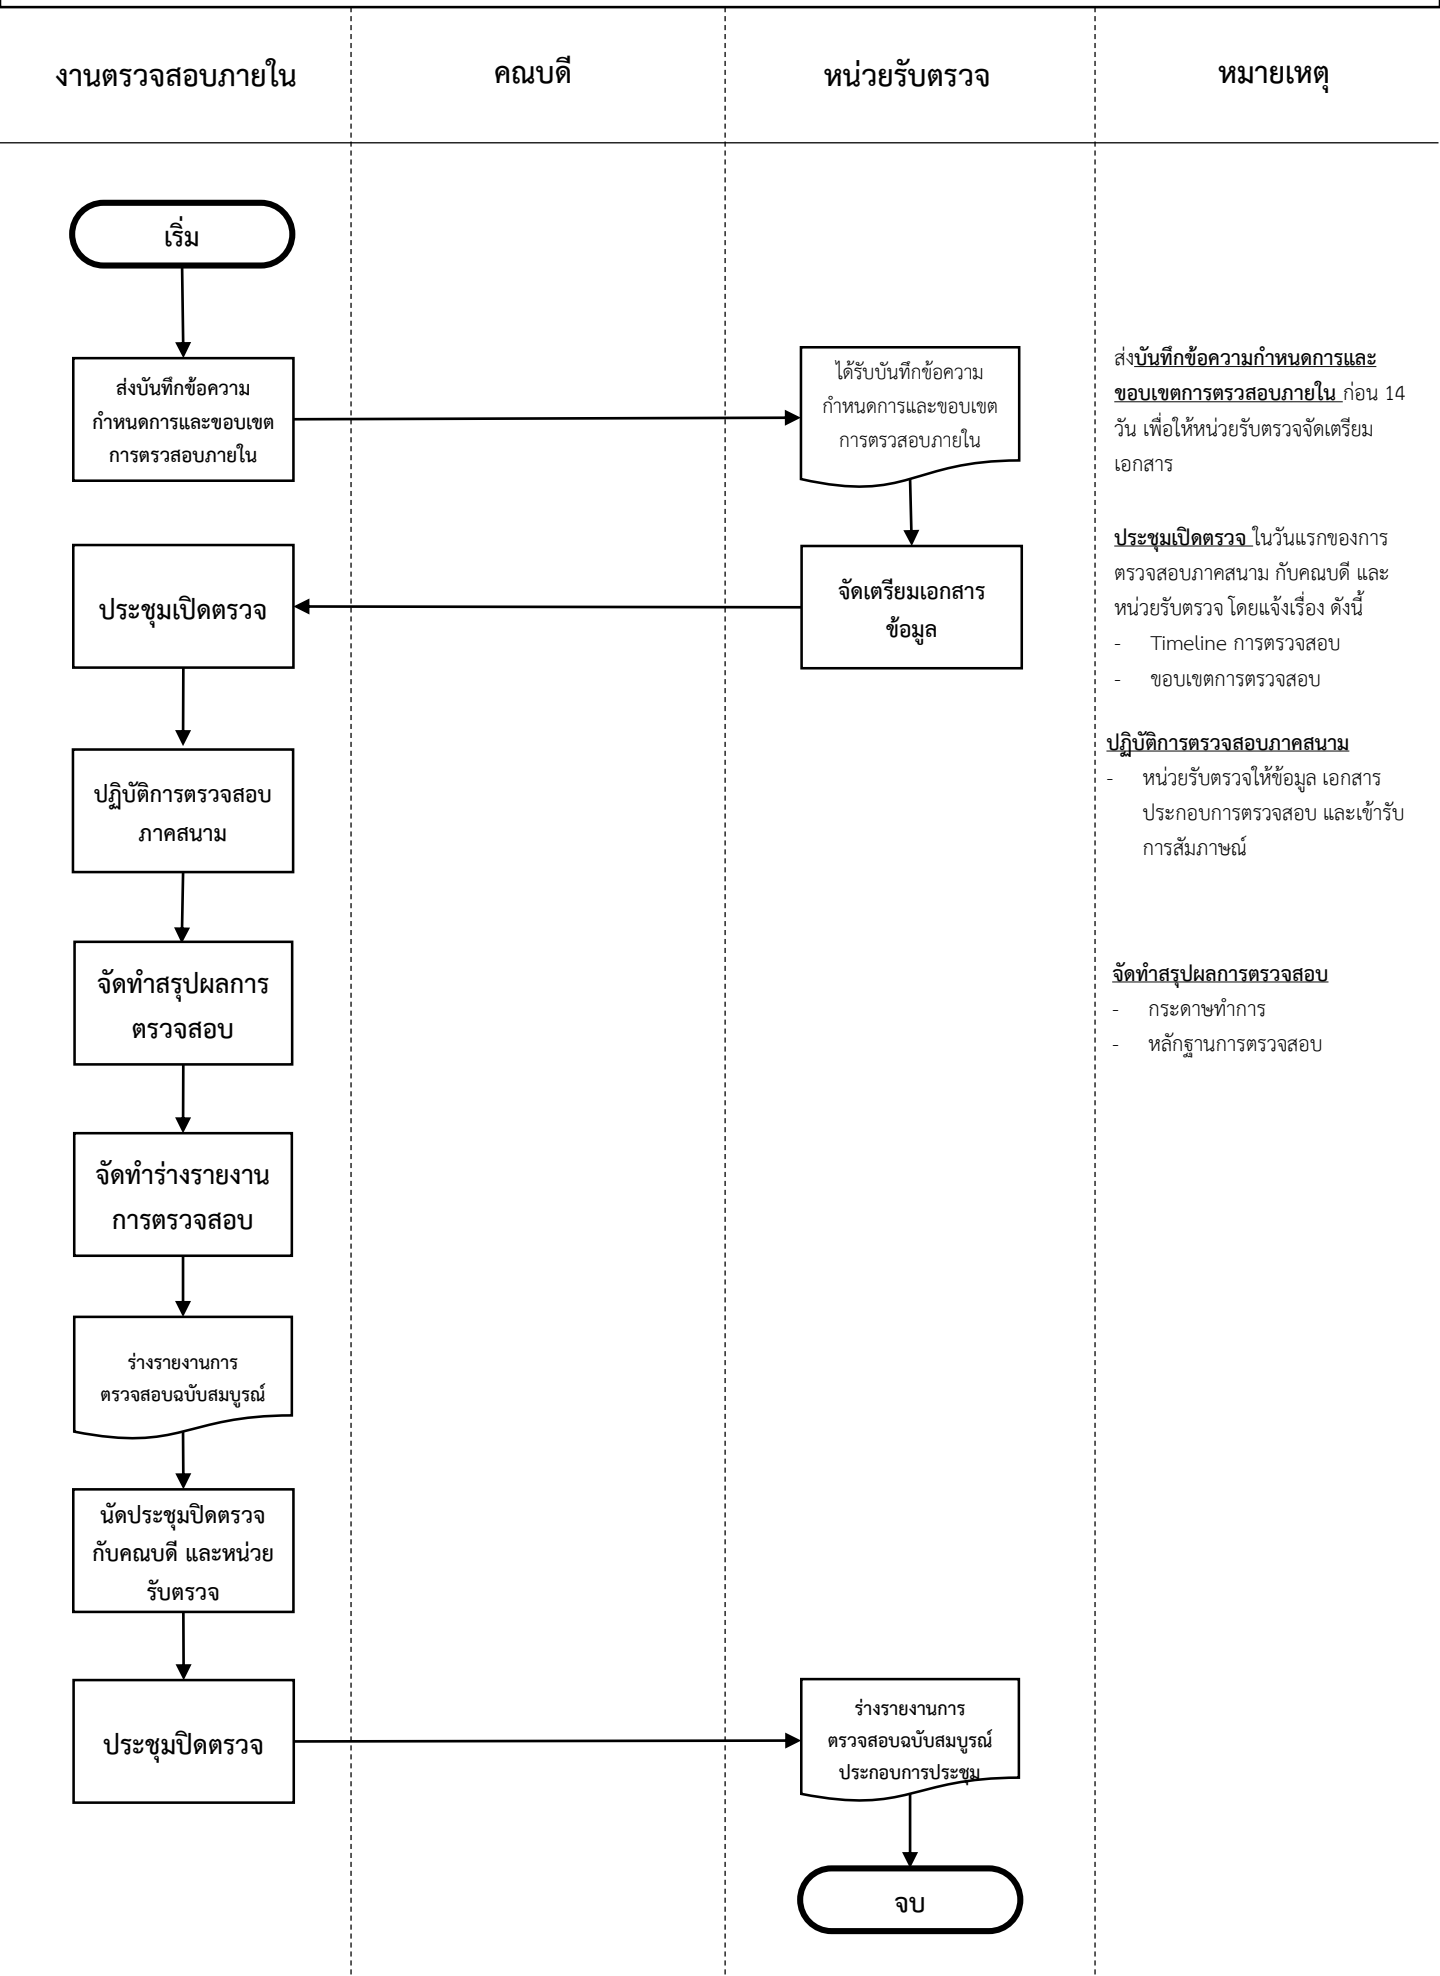 งานตรวจสอบภายใน
คณบดี
หน่วยรับตรวจ
หมายเหตุ
เริ่ม
ส่งบันทึกข้อความ
กำหนดการและขอบเขต
การตรวสอบภายใน
ได้รับบันทึกข้อความ
กำหนดการและขอบเขต
การตรวสอบภายใน
ส่งบันทึกข้อความกำหนดการและ
ขอบเขตการตรวสอบภายใน ก่อน 14
วัน เพื่อให้หน่วยรับตรวจจัดเตรียม
เอกสาร
ประชุมเปิดตรวจ
จัดเตรียมเอกสาร
ข้อมูล
ประชุมเปิดตรวจ ในวันแรกของการ
ตรวจสอบภาคสนาม กับคณบดี และ
หน่วยรับตรวจ โดยแจ้งเรื่อง ดังนี้
- Timeline การตรวจสอบ
- ขอบเขตการตรวจสอบ
ปฏิบัติการตรวจสอบ
ภาคสนาม
ปฏิบัติการตรวจสอบภาคสนาม
- หน่วยรับตรวจให้ข้อมูล เอกสาร
ประกอบการตรวจสอบ และเข้ารับ
การสัมภาษณ์
จัดทำสรุปผลการ
ตรวจสอบ
จัดทำสรุปผลการตรวจสอบ
- กระดาษทำการ
- หลักฐานการตรวจสอบ
จัดทำร่างรายงาน
การตรวจสอบ
ร่างรายงานการ
ตรวจสอบฉบับสมบูรณ์
นัดประชุมปิดตรวจ
กับคณบดี และหน่วย
รับตรวจ
ประชุมปิดตรวจ
ร่างรายงานการ
ตรวจสอบฉบับสมบูรณ์
ประกอบการประชุม
จบ